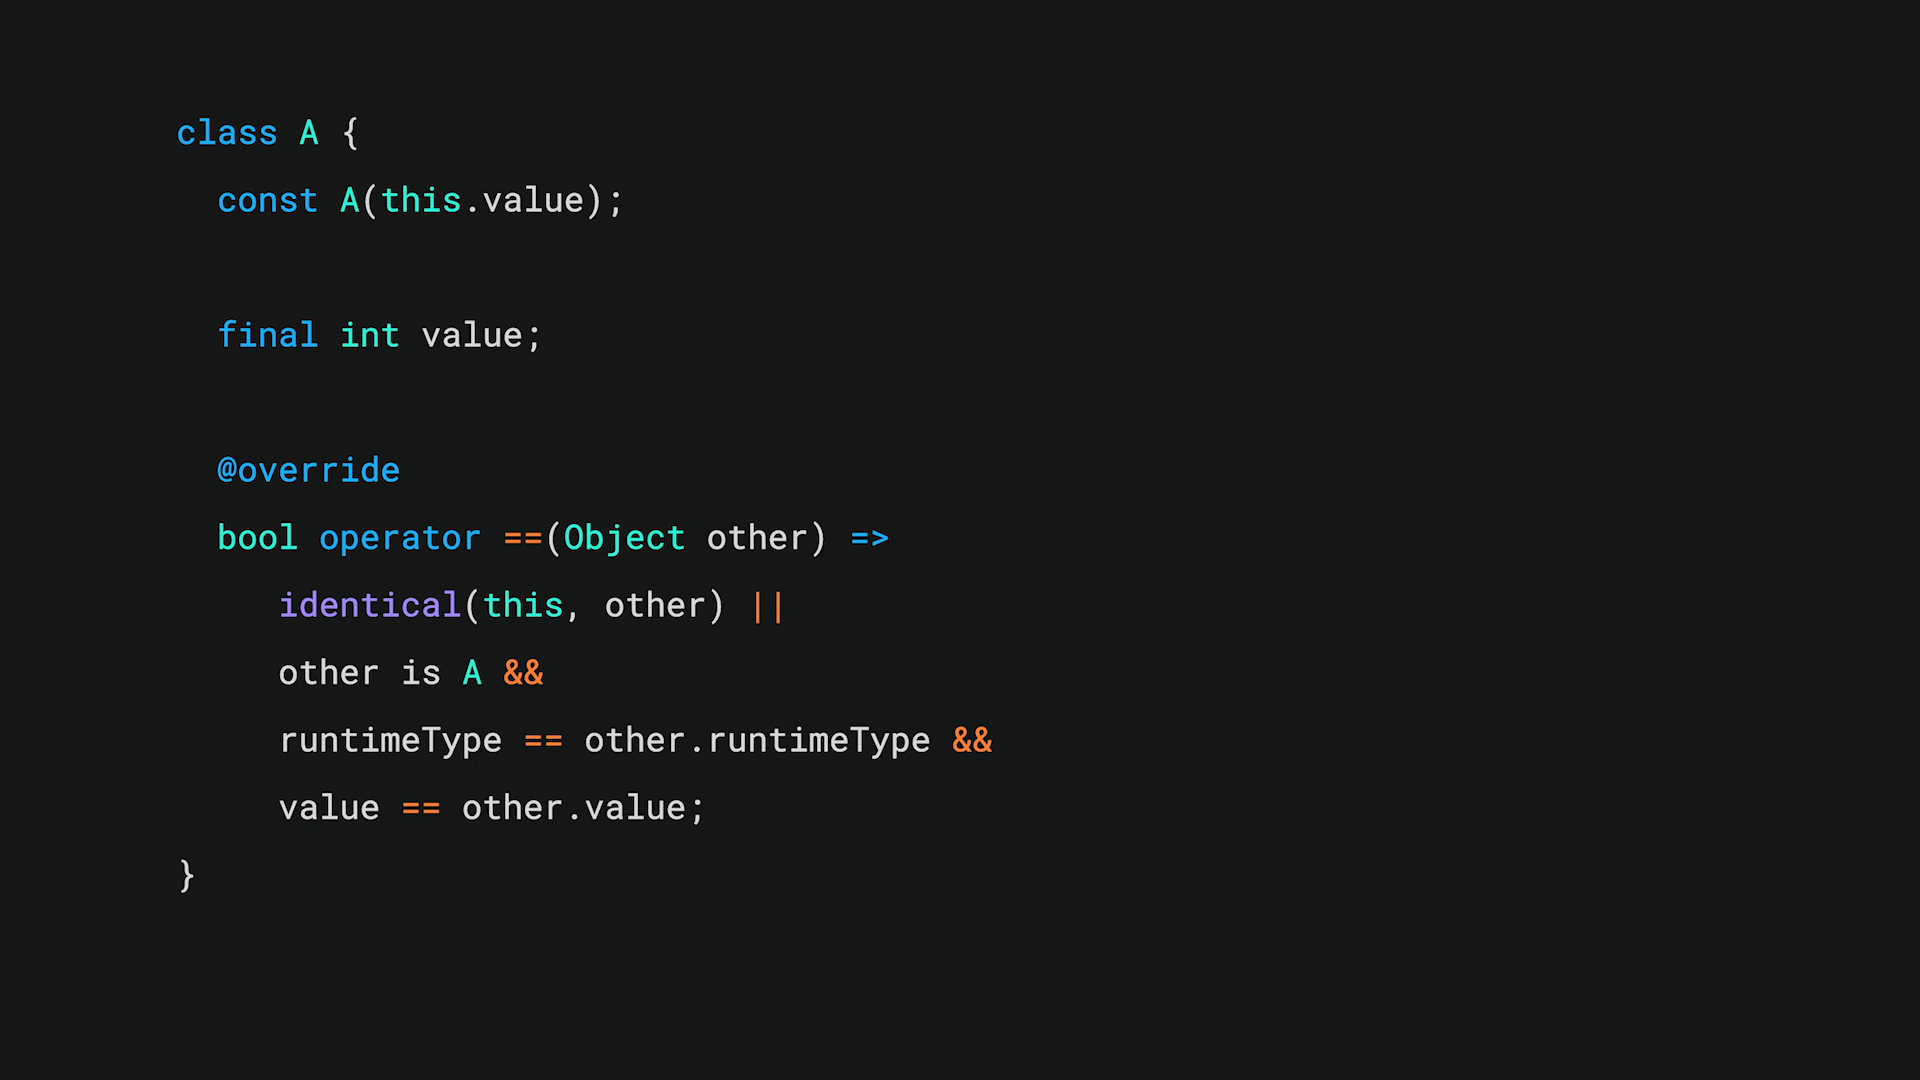 class A {
  const A(this.value);

  final int value;

  @override
  bool operator ==(Object other) =>
     identical(this, other) ||
     other is A &&
     runtimeType == other.runtimeType &&
     value == other.value;
}